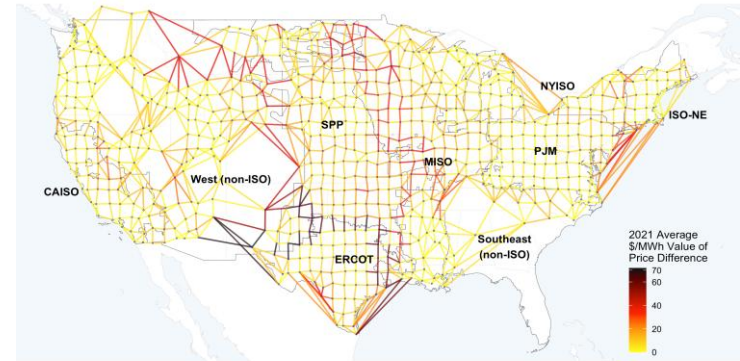 NYISO
ISO-NE
SPP
PJM
MISO
West (non-ISO)
CAISO
Southeast
(non-ISO)
ERCOT
2021 Average
$/MWh Value of
Price Difference
70
60
40
20
0